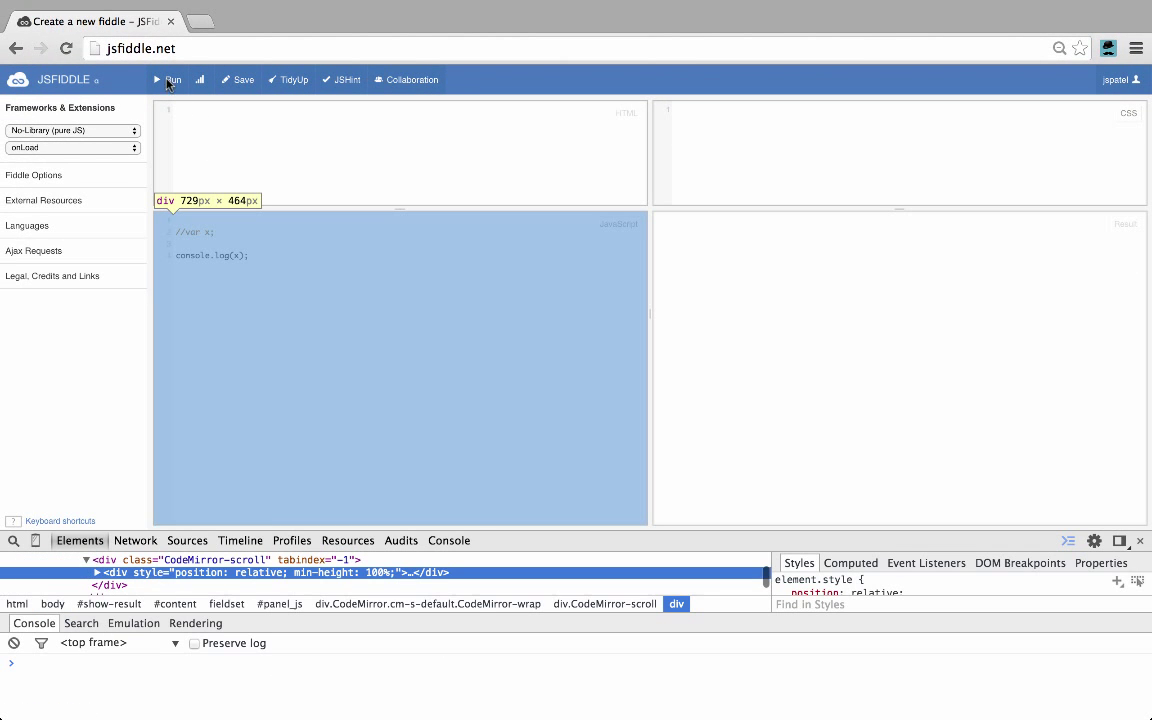 Create a new fiddle – JSFid
jsfiddle.net
JSFIDDLE α
Run
Save
TidyUp
JSHint
Collaboration
jspatel
Frameworks & Extensions
No-Library (pure JS)
onLoad
Fiddle Options
External Resources
Languages
Ajax Requests
Legal, Credits and Links
? Keyboard shortcuts
1
HTML
1
CSS
div 729px × 464px
JavaScript
1
2 //var x;
3
4 console.log(x);
Result
Elements Network Sources Timeline Profiles Resources Audits Console
▼<div class="CodeMirror-scroll" tabindex="-1">
▶<div style="position: relative; min-height: 100%;">…</div>
</div>
html body #show-result #content fieldset #panel_js div.CodeMirror.cm-s-default.CodeMirror-wrap div.CodeMirror-scroll div
Styles Computed Event Listeners DOM Breakpoints Properties
element.style {
position: relative;
Find in Styles
Console Search Emulation Rendering
<top frame> ▼ Preserve log
>